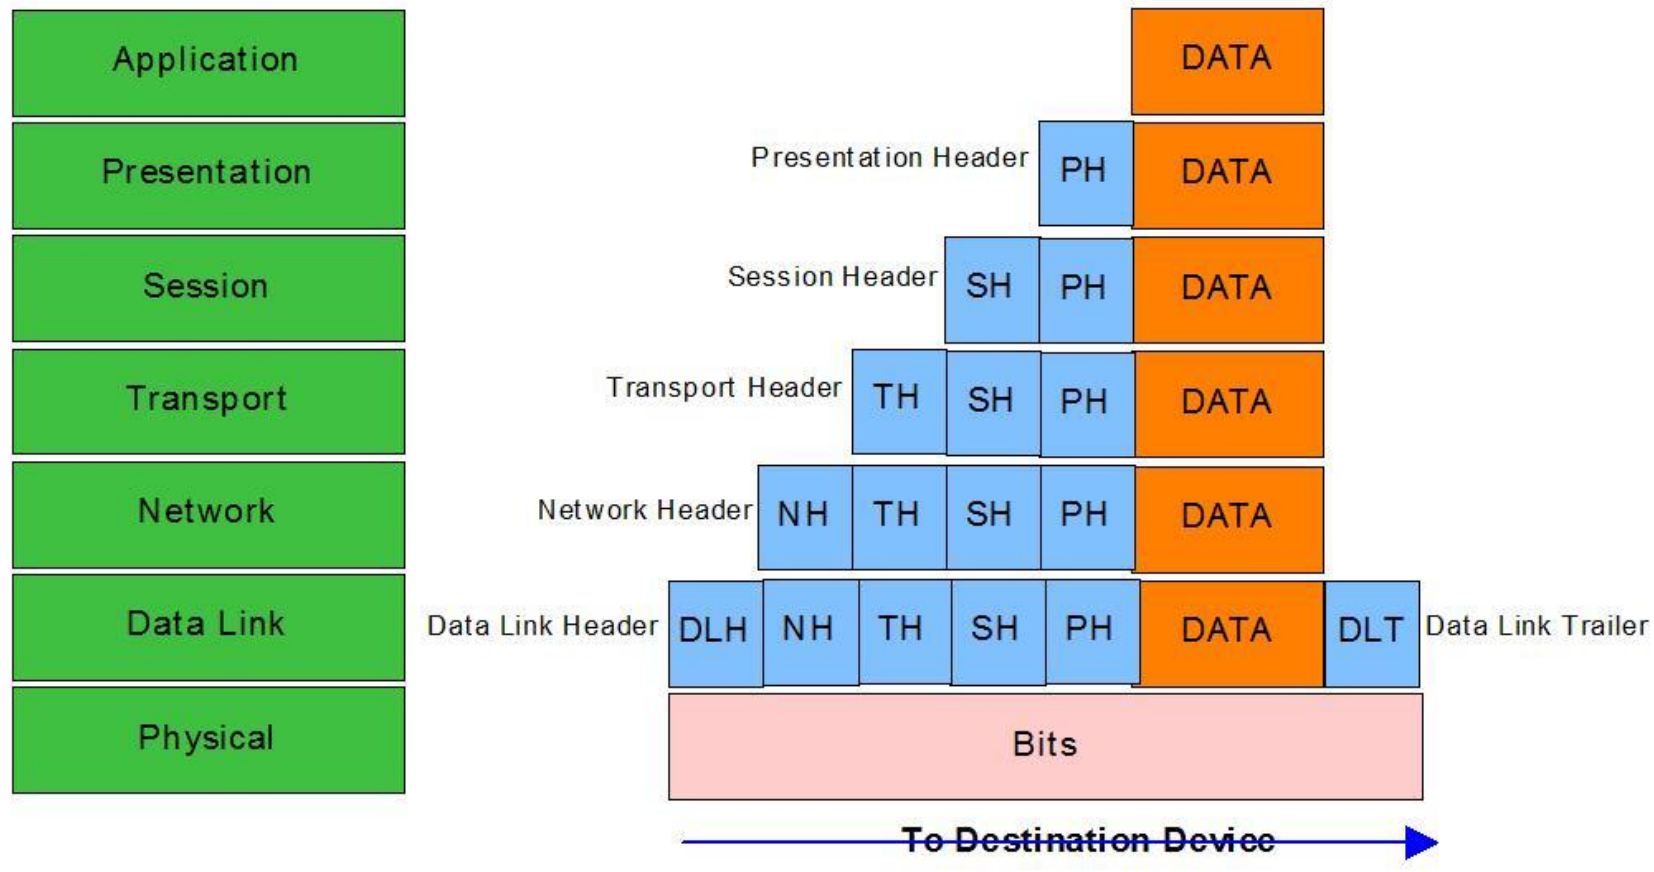 Application DATA
Presentation Presentation Header PH DATA
Session Session Header SH PH DATA
Transport Transport Header TH SH PH DATA
Network Network Header NH TH SH PH DATA
Data Link Data Link Header DLH NH TH SH PH DATA DLT Data Link Trailer
Physical Bits
To Destination Device